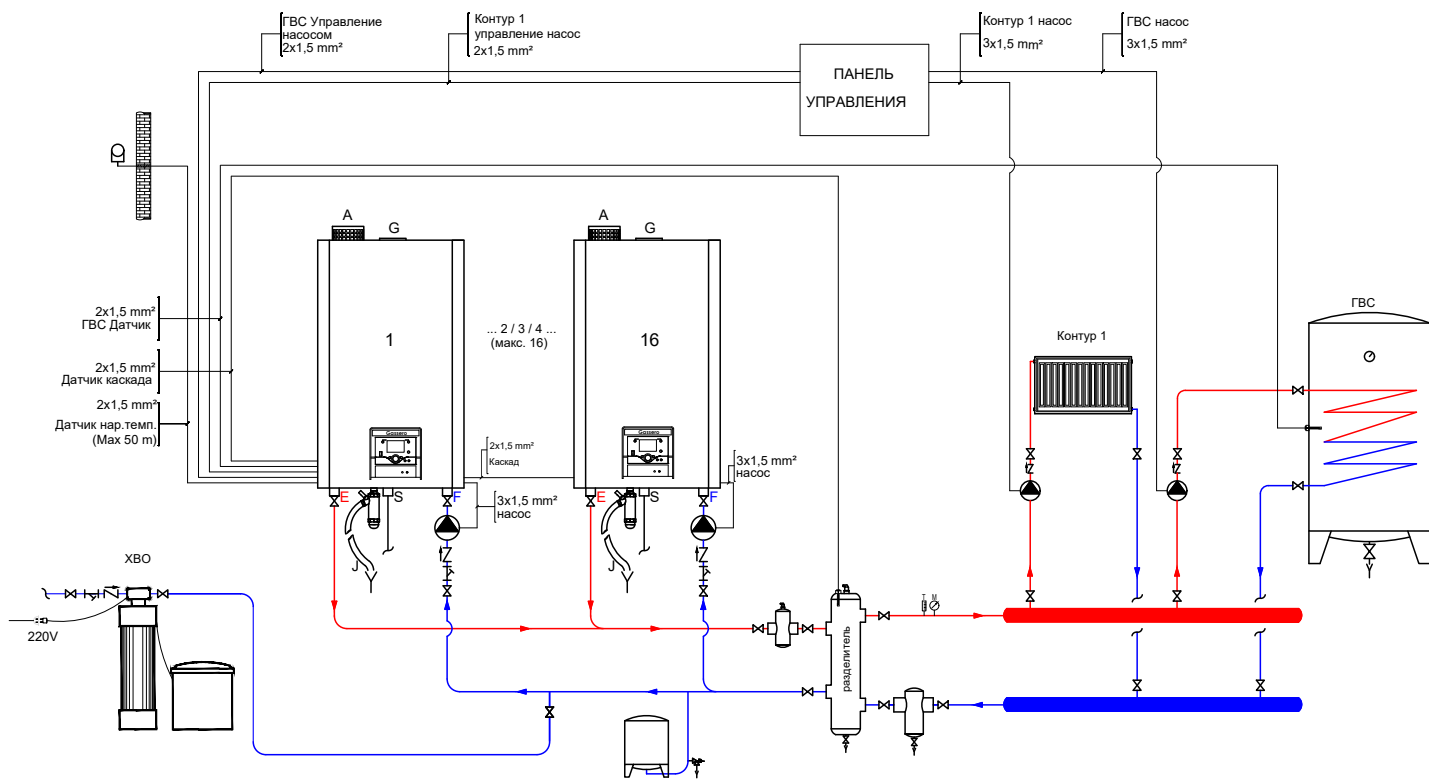 ГВС Управление
насосом
2x1,5 mm²
Контур 1
управление насос
2x1,5 mm²
Контур 1 насос
3x1,5 mm²
ГВС насос
3x1,5 mm²
ПАНЕЛЬ
УПРАВЛЕНИЯ
A
G
A
G
2x1,5 mm²
ГВС Датчик
2x1,5 mm²
Датчик каскада
2x1,5 mm²
Датчик нар.темп.
(Max 50 m)
1
... 2 / 3 / 4 ...
(макс. 16)
16
Контур 1
ГВС
Gassero
Gassero
2x1,5 mm²
Каскад
3x1,5 mm²
насос
E
S
F
3x1,5 mm²
насос
E
S
F
J
J
ХВО
220V
T
M
разделитель